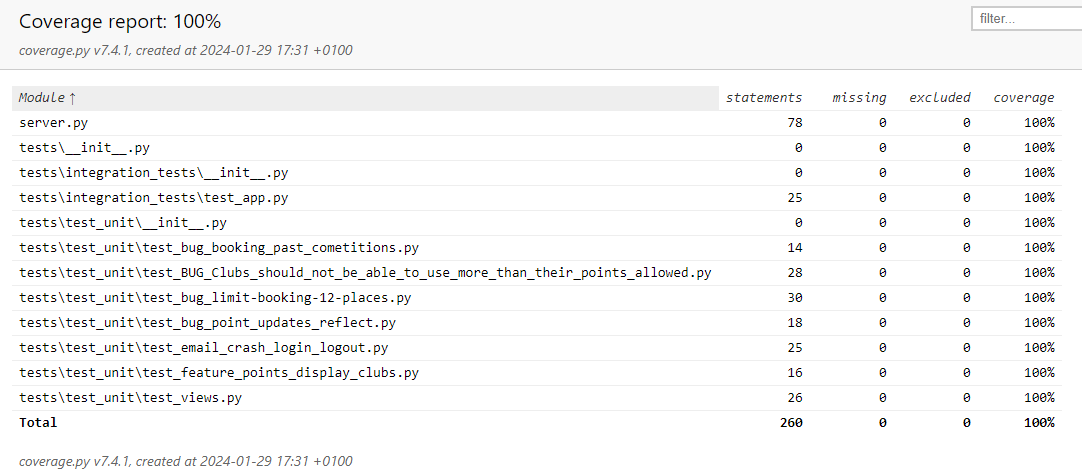 Coverage report: 100%
filter...
coverage.py v7.4.1, created at 2024-01-29 17:31 +0100
Module ↑ statements missing excluded coverage
server.py 78 0 0 100%
tests\__init__.py 0 0 0 100%
tests\integration_tests\__init__.py 0 0 0 100%
tests\integration_tests\test_app.py 25 0 0 100%
tests\test_unit\__init__.py 0 0 0 100%
tests\test_unit\test_bug_booking_past_cometitions.py 14 0 0 100%
tests\test_unit\test_BUG_Clubs_should_not_be_able_to_use_more_than_their_points_allowed.py 28 0 0 100%
tests\test_unit\test_bug_limit-booking-12-places.py 30 0 0 100%
tests\test_unit\test_bug_point_updates_reflect.py 18 0 0 100%
tests\test_unit\test_email_crash_login_logout.py 25 0 0 100%
tests\test_unit\test_feature_points_display_clubs.py 16 0 0 100%
tests\test_unit\test_views.py 26 0 0 100%
Total 260 0 0 100%
coverage.py v7.4.1, created at 2024-01-29 17:31 +0100